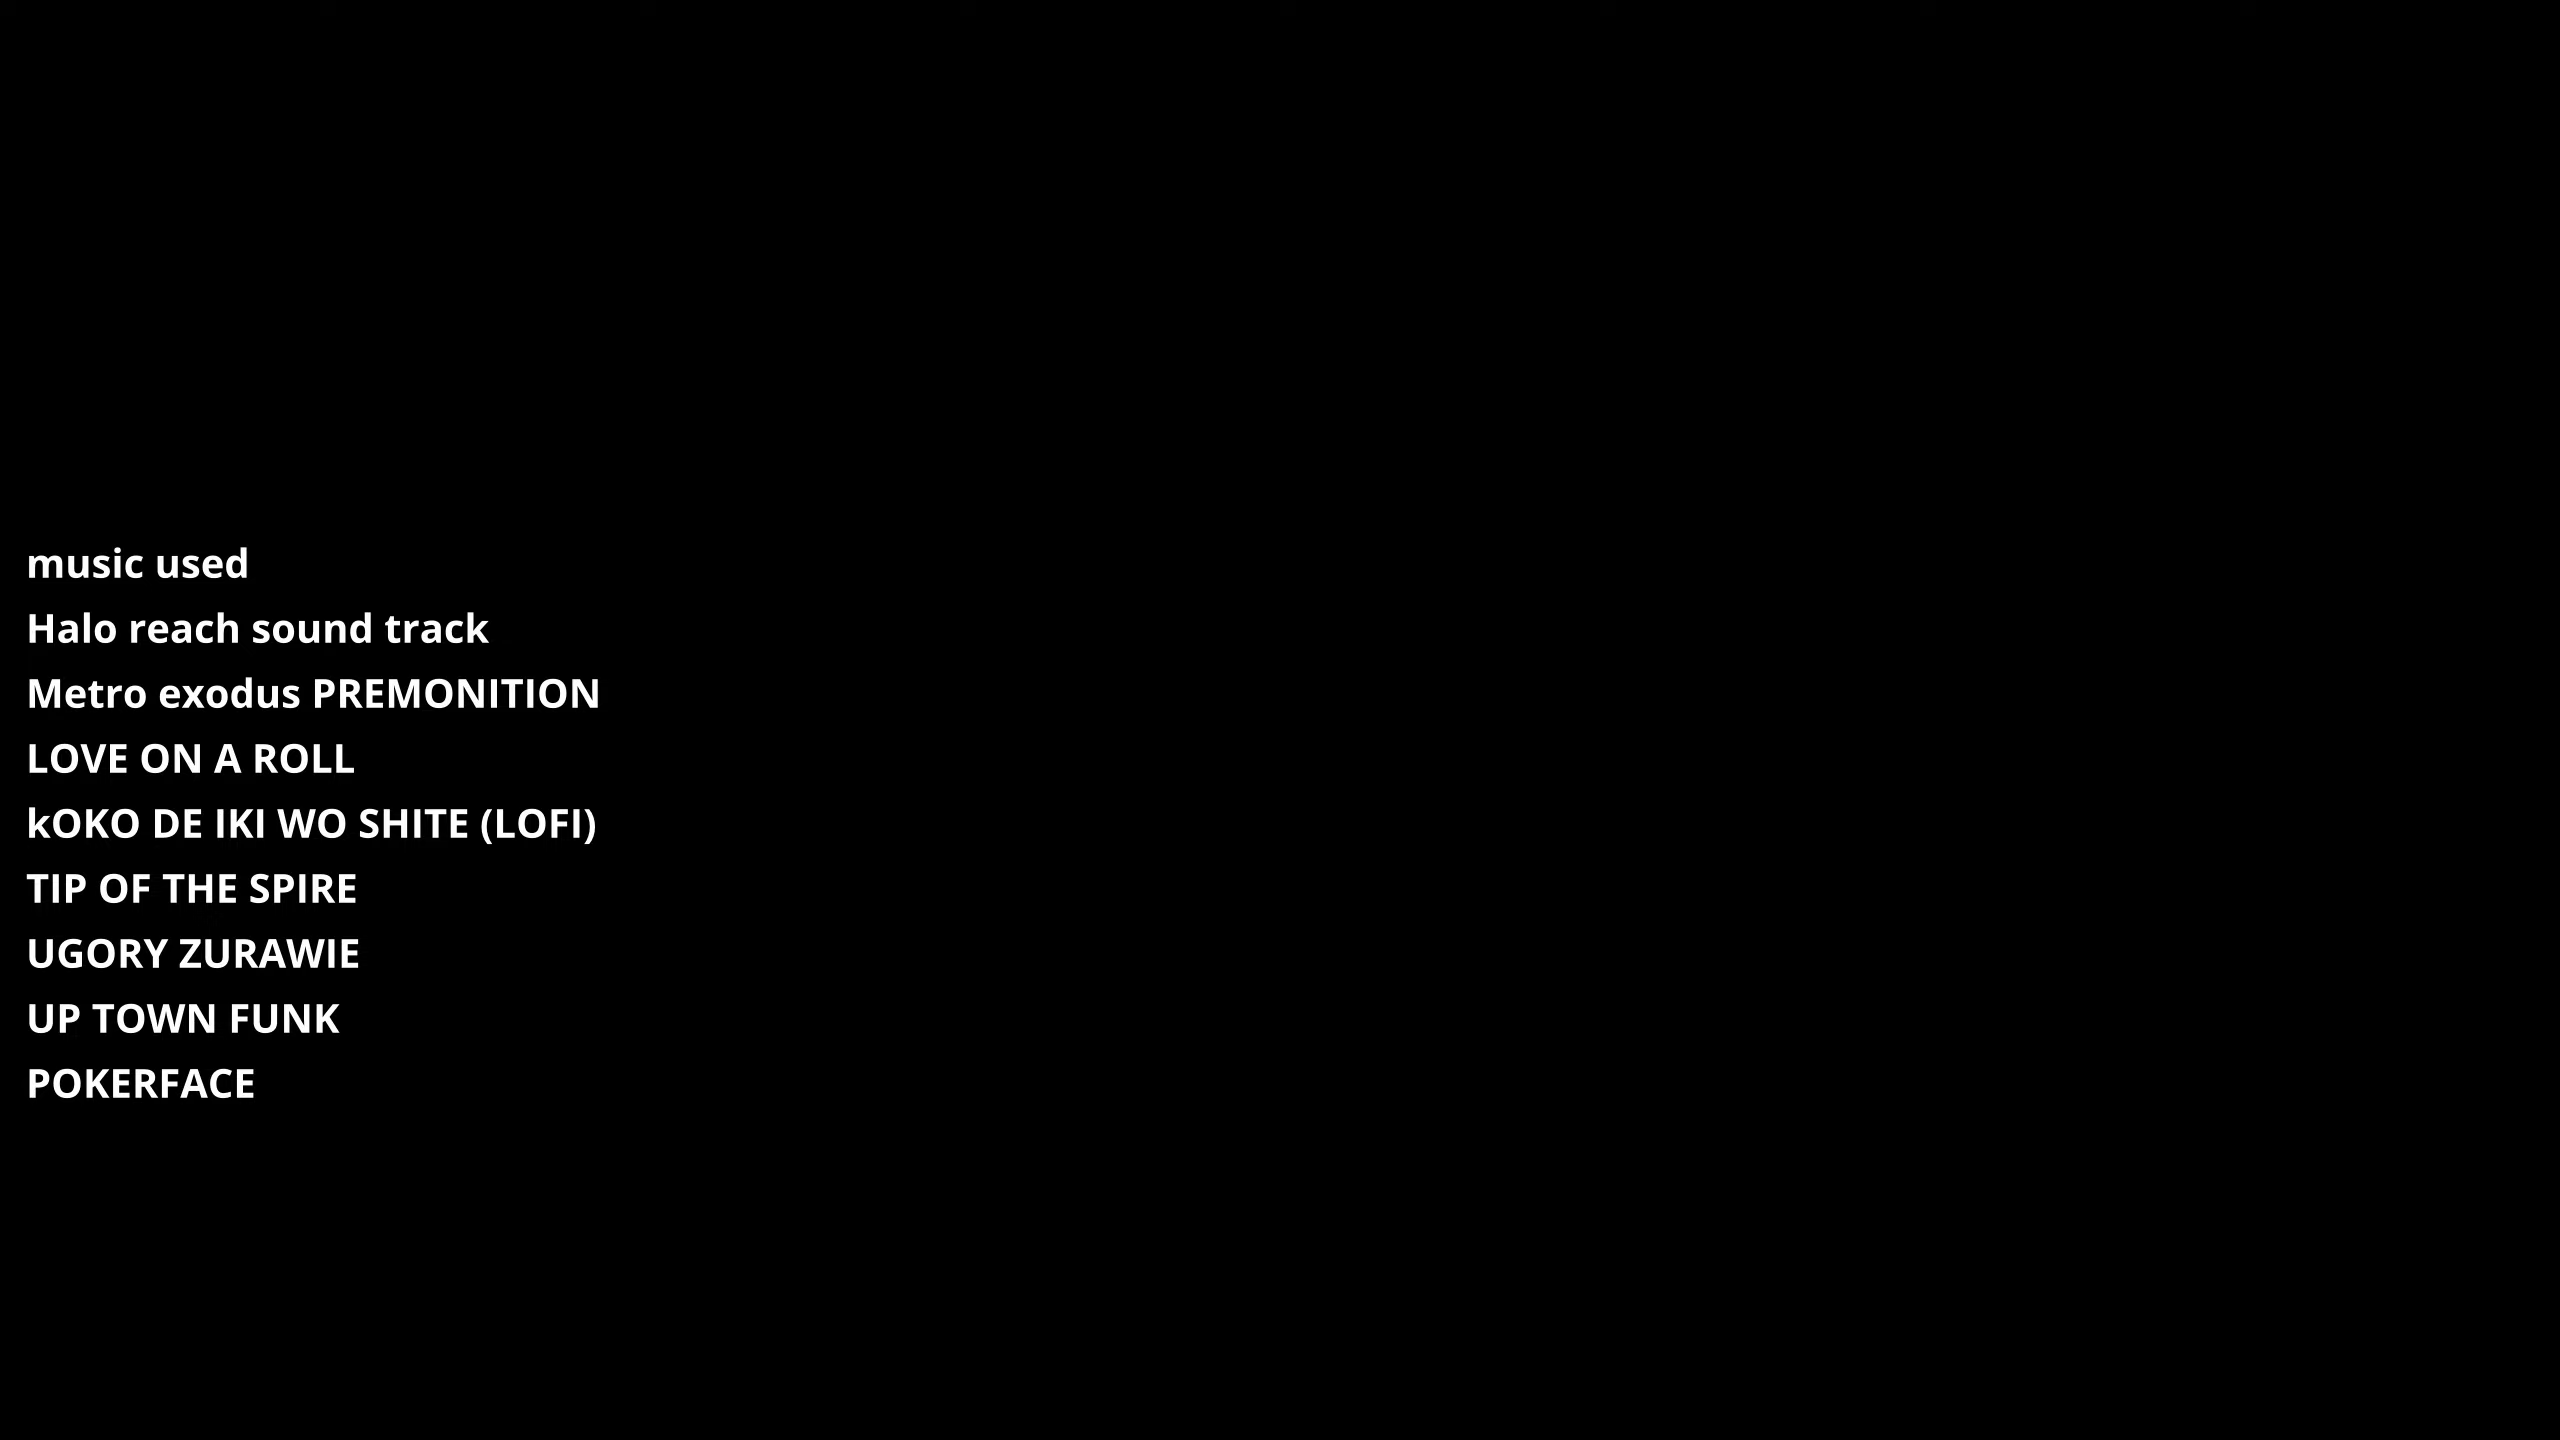 music used
Halo reach sound track
Metro exodus PREMONITION
LOVE ON A ROLL
kOKO DE IKI WO SHITE (LOFI)
TIP OF THE SPIRE
UGORY ZURAWIE
UP TOWN FUNK
POKERFACE